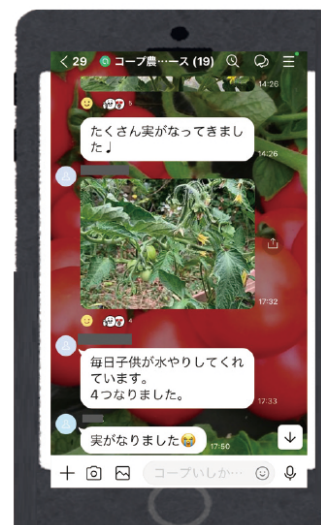 29 コープ農…ース (19)
5
14:26
たくさん実がなってきまし
た♩
14:26
17:32
4
毎日子供が水やりしてくれ
ています。
4つなりました。
17:33
実がなりました😭
17:50
コープいしか…